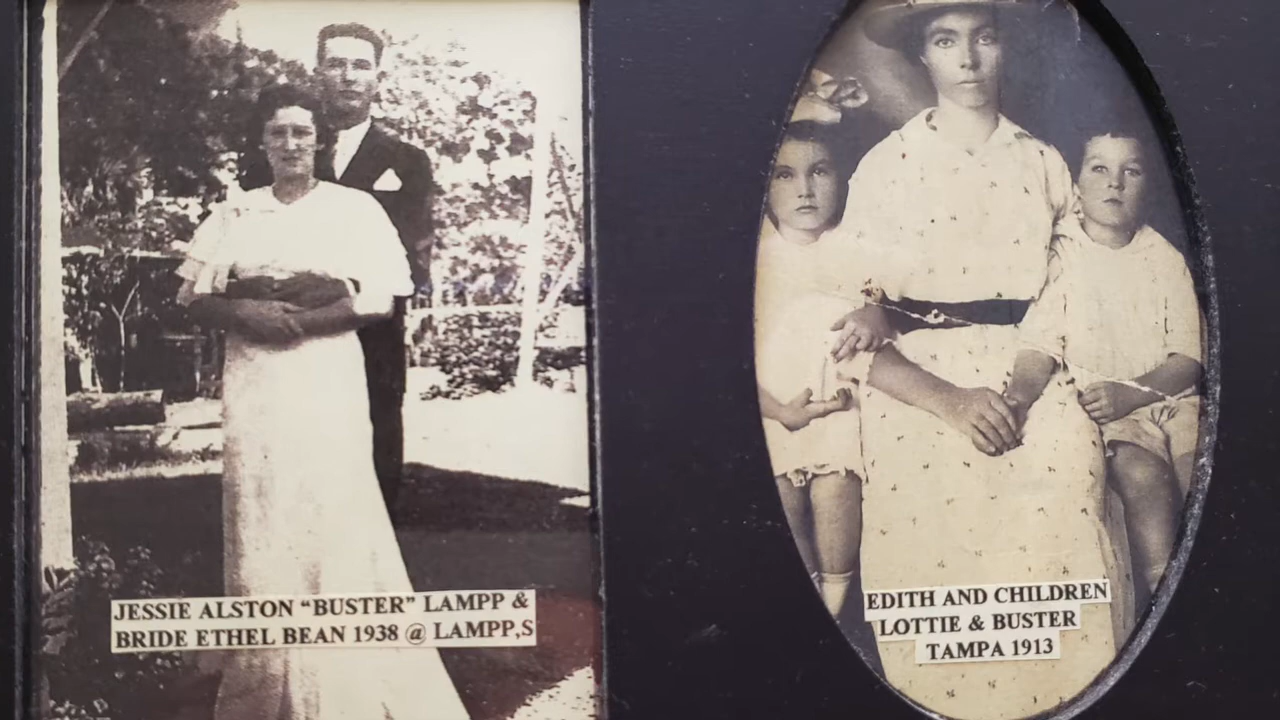 JESSIE ALSTON “BUSTER” LAMPP &
BRIDE ETHEL BEAN 1938 @ LAMPP,S
EDITH AND CHILDREN
LOTTIE & BUSTER
TAMPA 1913